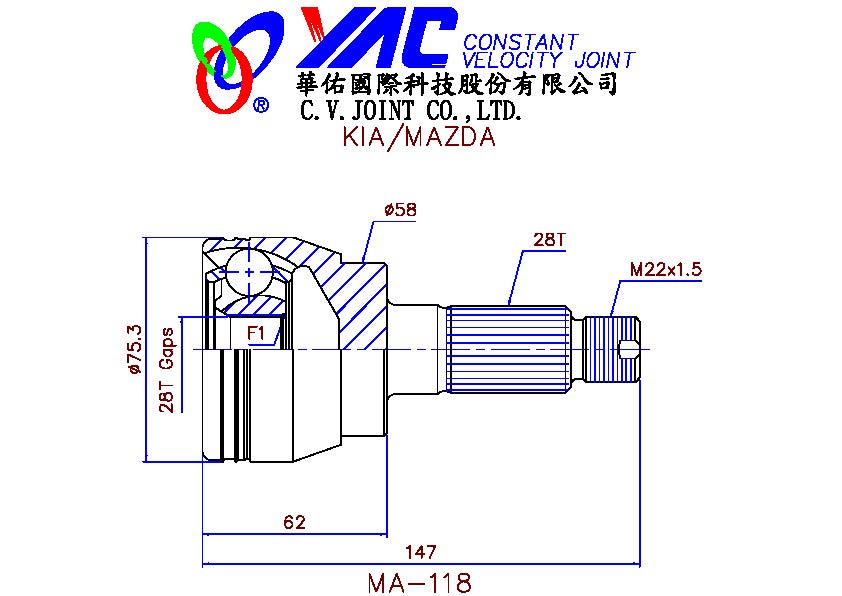 YAC CONSTANT
VELOCITY JOINT
®
華佑國際科技股份有限公司
C.V.JOINT CO.,LTD.
KIA/MAZDA
ø58
28T
M22x1.5
ø75.3
28T Gaps
F1
62
147
MA-118